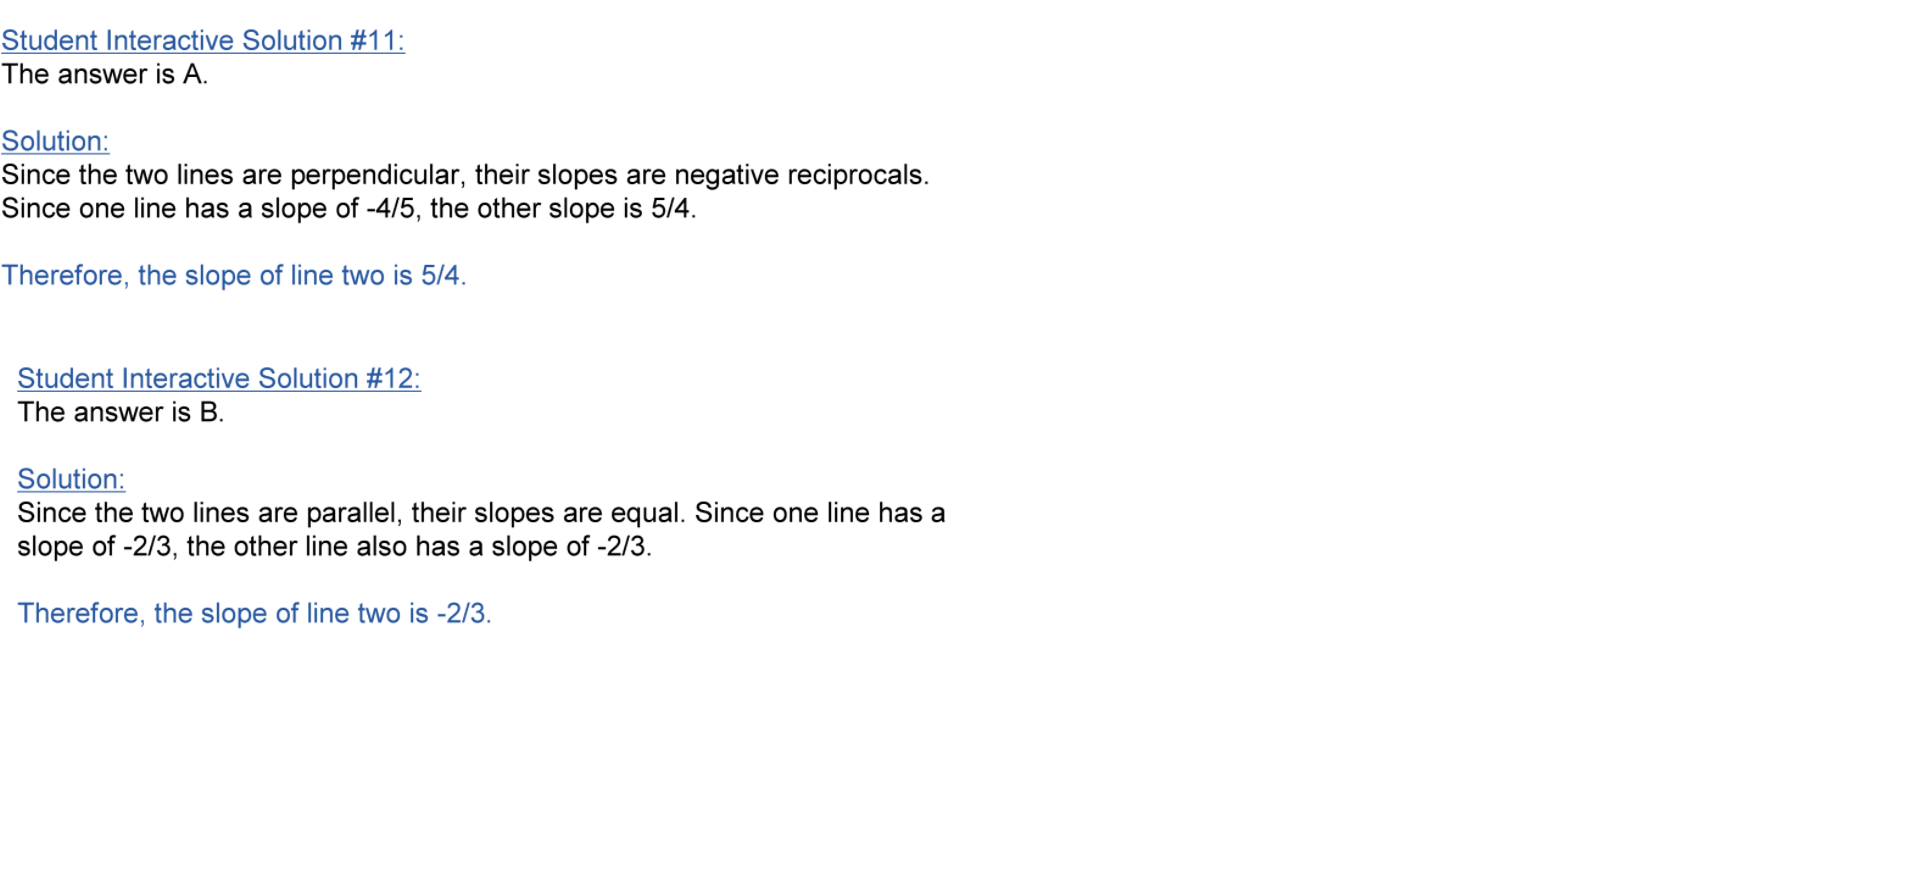 Student Interactive Solution #11:
The answer is A.
Solution:
Since the two lines are perpendicular, their slopes are negative reciprocals.
Since one line has a slope of -4/5, the other slope is 5/4.
Therefore, the slope of line two is 5/4.
Student Interactive Solution #12:
The answer is B.
Solution:
Since the two lines are parallel, their slopes are equal. Since one line has a
slope of -2/3, the other line also has a slope of -2/3.
Therefore, the slope of line two is -2/3.